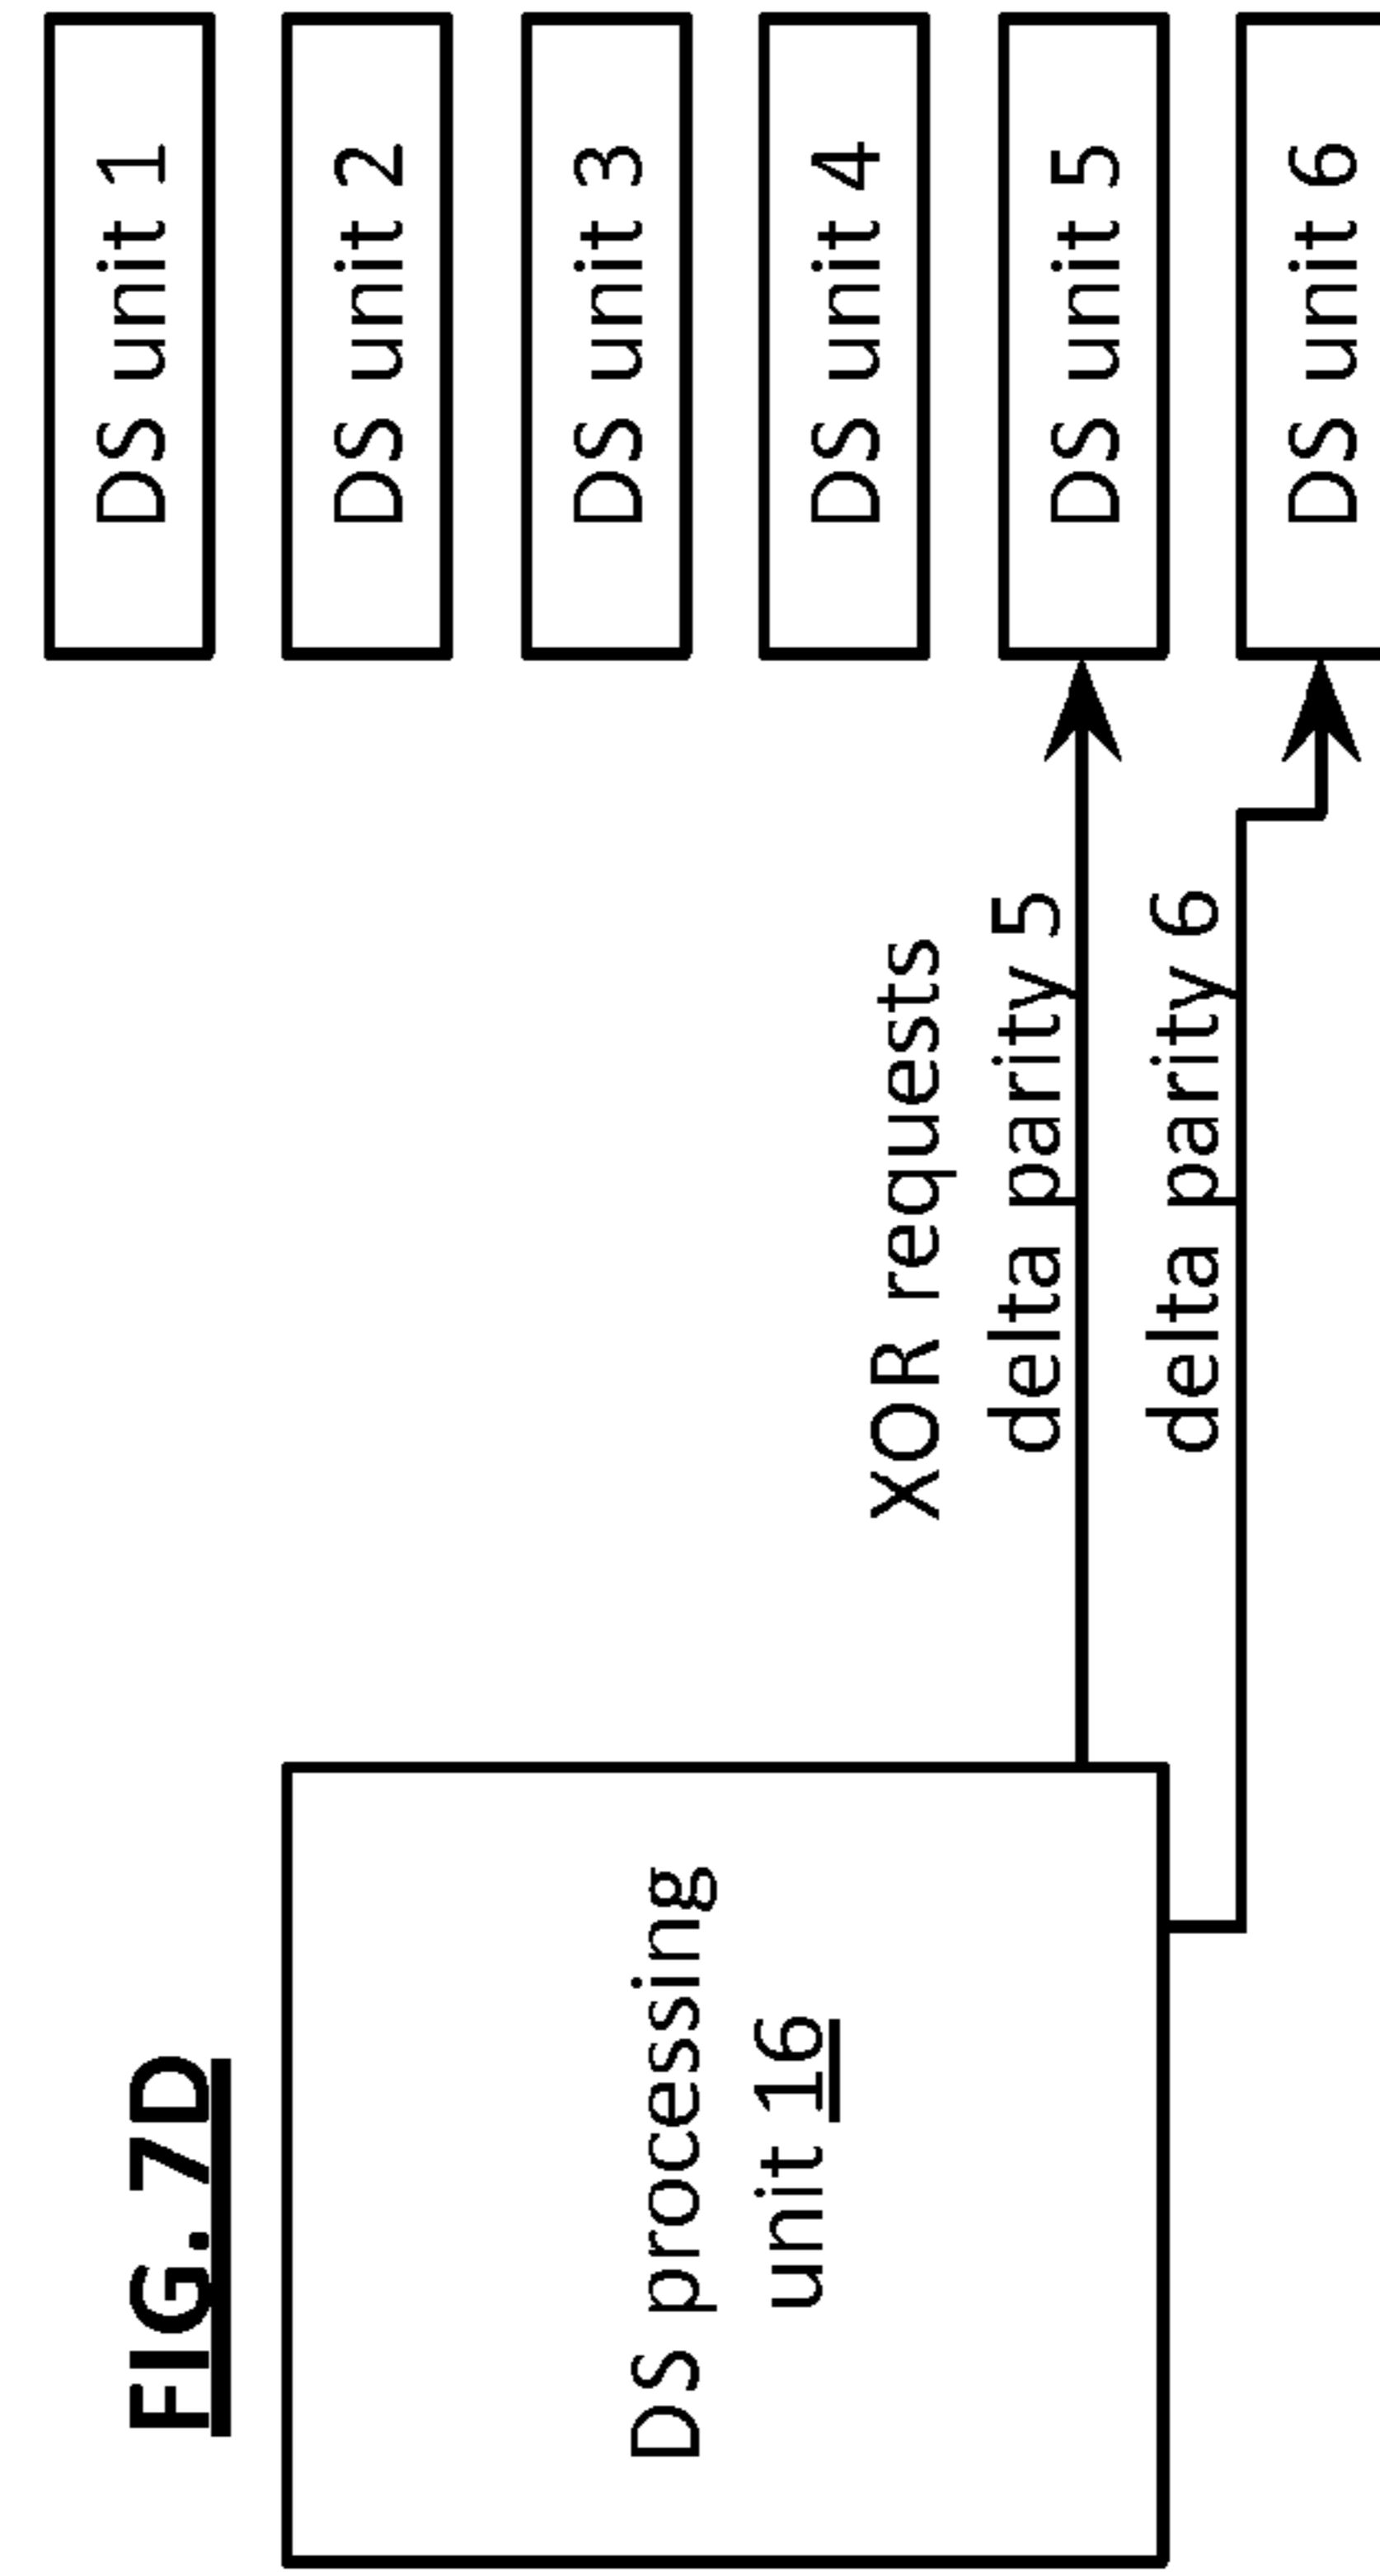 FIG. 7D
DS processing
unit 16
XOR requests
delta parity 5
delta parity 6
DS unit 1
DS unit 2
DS unit 3
DS unit 4
DS unit 5
DS unit 6